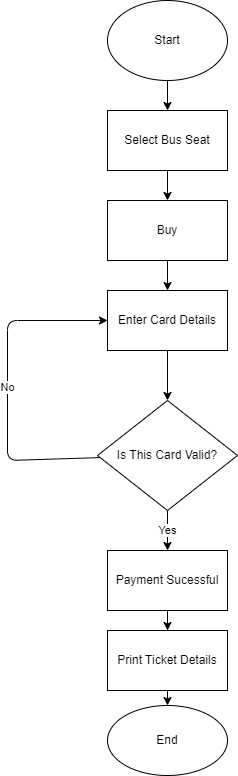 Start
Select Bus Seat
Buy
Enter Card Details
No
Is This Card Valid?
Yes
Payment Sucessful
Print Ticket Details
End